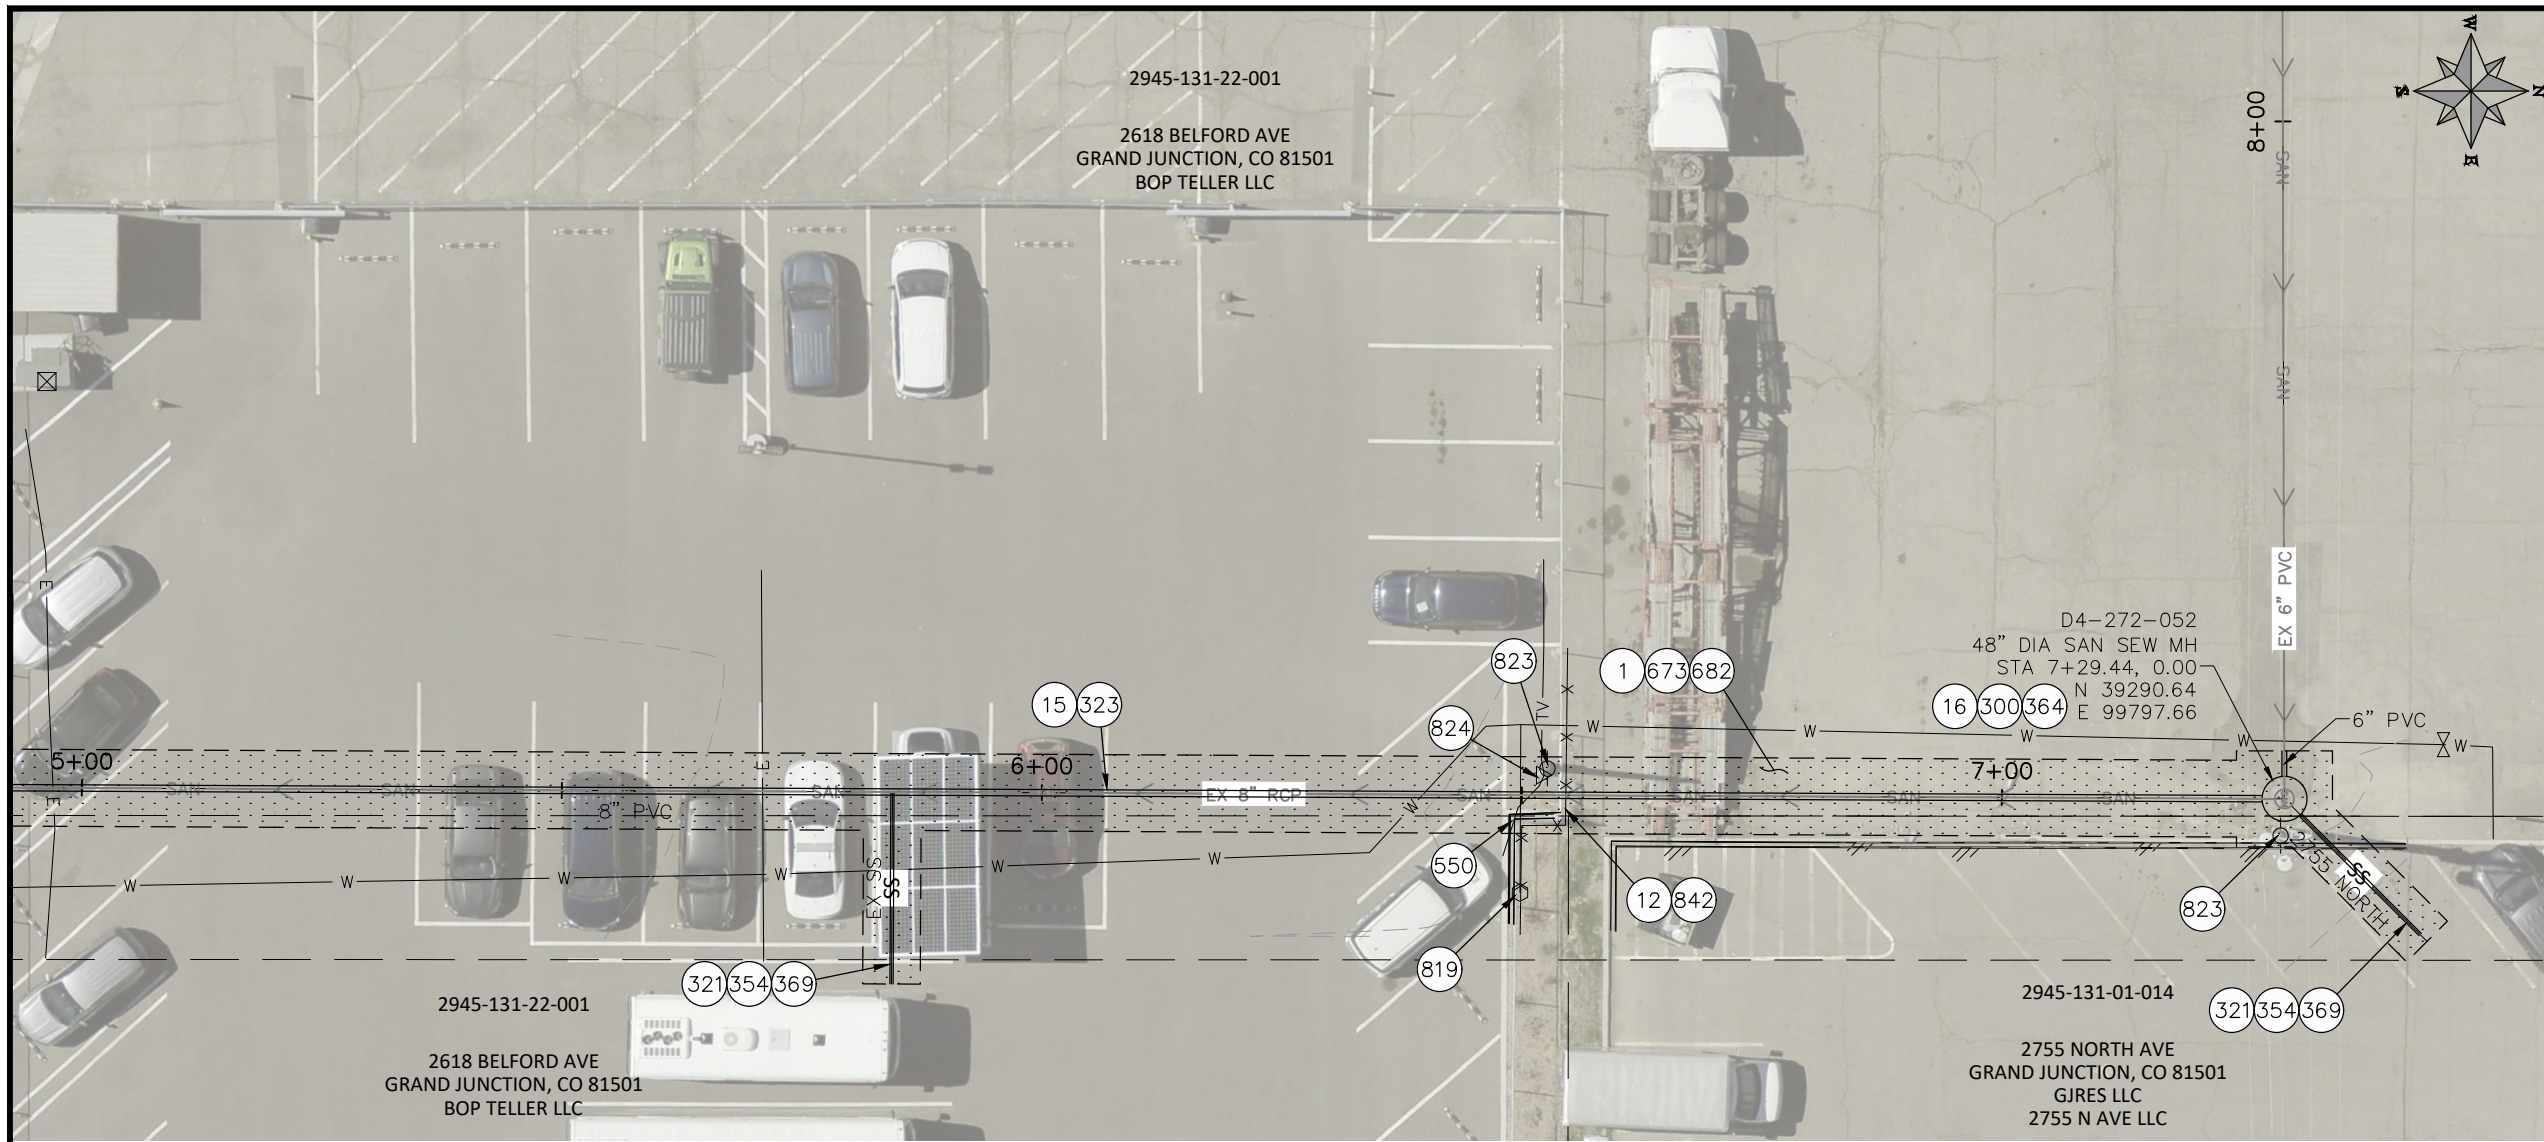 2945-131-22-001
2618 BELFORD AVE
GRAND JUNCTION, CO 81501
BOP TELLER LLC
W
S
N
E
8+00
SAN
SAN
EX 6" PVC
E
D4-272-052
48" DIA SAN SEW MH
STA 7+29.44, 0.00
N 39290.64
E 99797.66
16 300 364
1 673 682
823
824
TV
15 323
6" PVC
W
W
W
W
W
W
X
X
X
5+00
6+00
7+00
E
E
SAN
SAN
SAN
EX 8" RCP
SAN
SAN
SAN
SAN
8" PVC
W
X
X
X
W
W
W
W
W
W
EX SS
SS
550
819
12 842
823
2755 NORTH
SS
321 354 369
321 354 369
2945-131-22-001
2618 BELFORD AVE
GRAND JUNCTION, CO 81501
BOP TELLER LLC
2945-131-01-014
2755 NORTH AVE
GRAND JUNCTION, CO 81501
GJRES LLC
2755 N AVE LLC